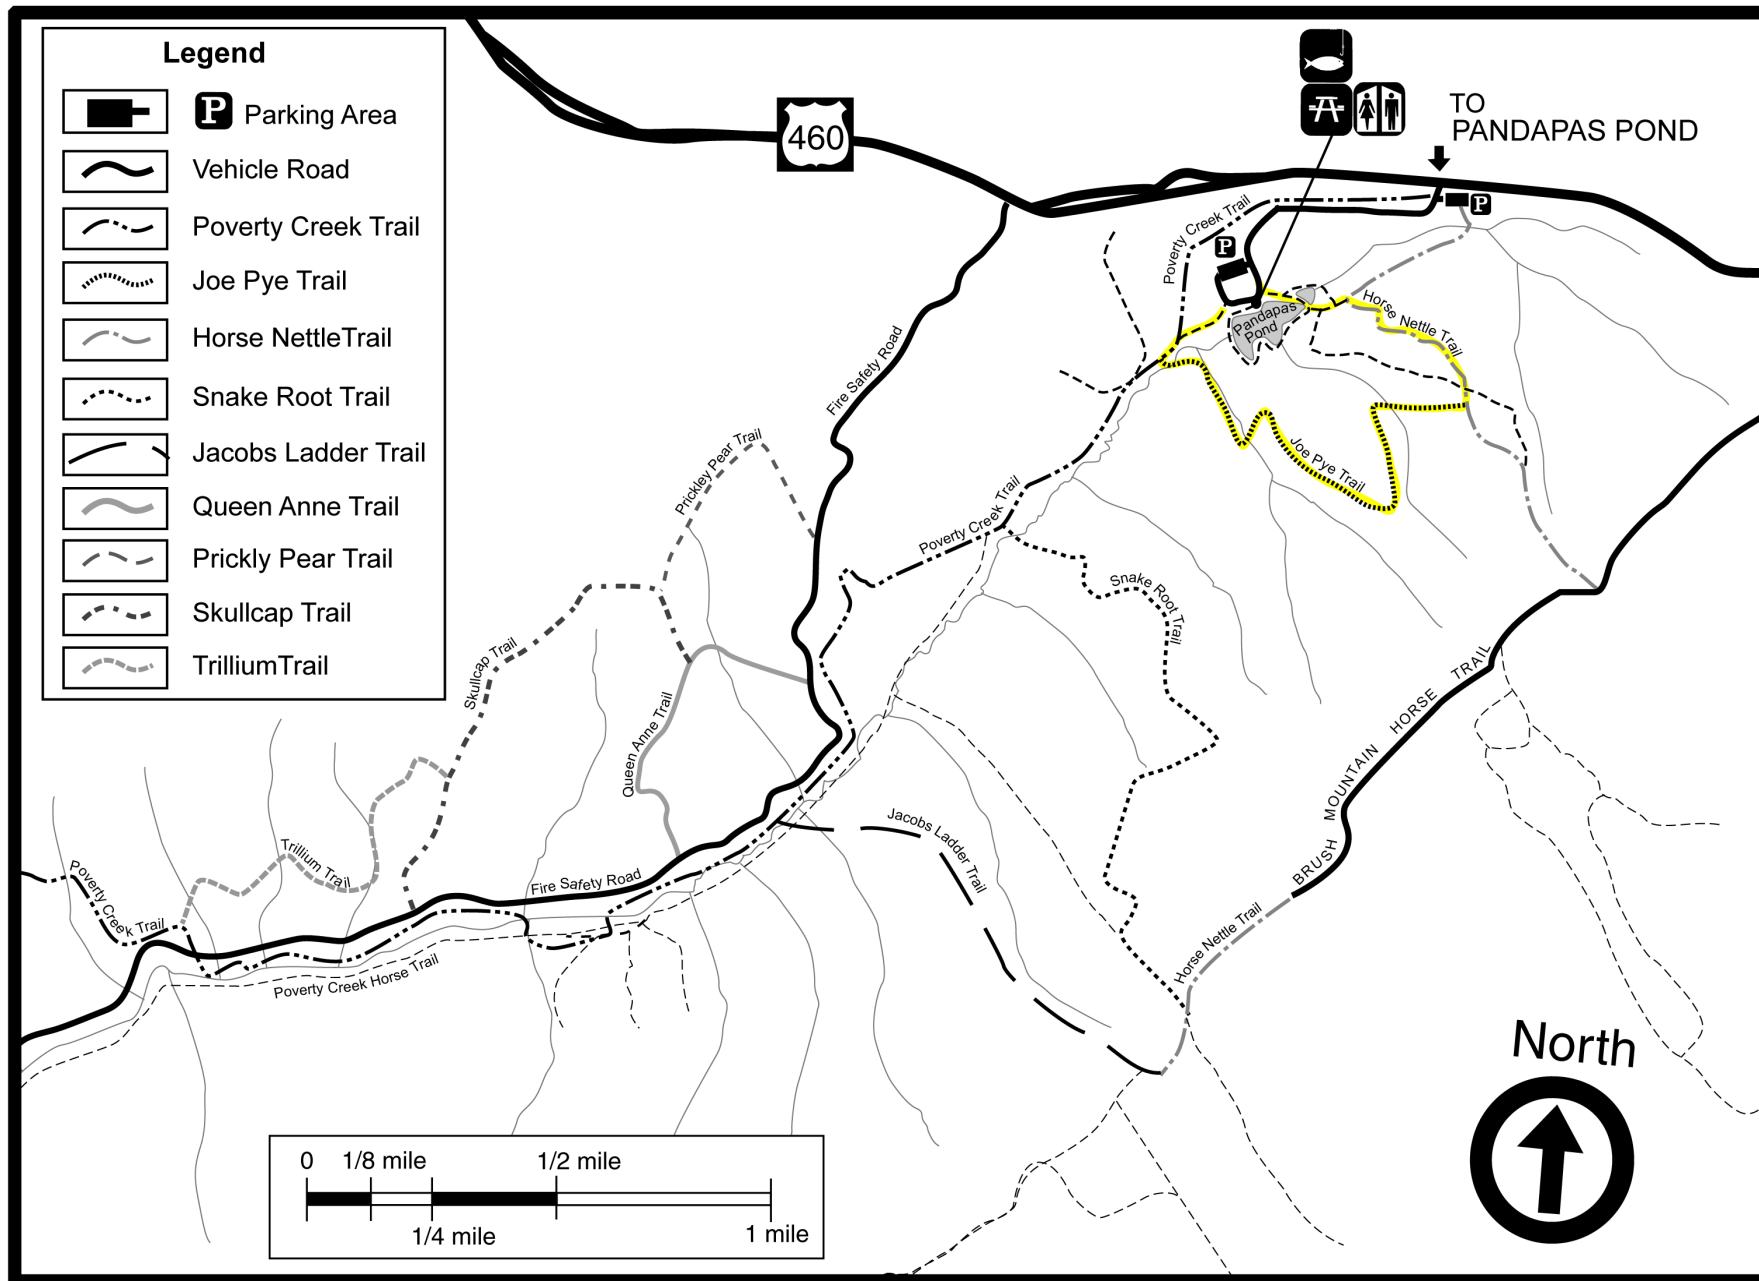 Legend
P Parking Area
Vehicle Road
Poverty Creek Trail
Joe Pye Trail
Horse NettleTrail
Snake Root Trail
Jacobs Ladder Trail
Queen Anne Trail
Prickly Pear Trail
Skullcap Trail
TrilliumTrail
460
TO
PANDAPAS POND
P
P
Poverty Creek Trail
Pandapas
Pond
Horse Nettle Trail
Joe Pye Trail
Fire Safety Road
Prickley Pear Trail
Poverty Creek Trail
Snake Root Trail
Skullcap Trail
Queen Anne Trail
BRUSH MOUNTAIN HORSE TRAIL
Jacobs Ladder Trail
Trillium Trail
Poverty Creek Trail
Fire Safety Road
Poverty Creek Horse Trail
Horse Nettle Trail
North
0 1/8 mile 1/2 mile
1/4 mile 1 mile